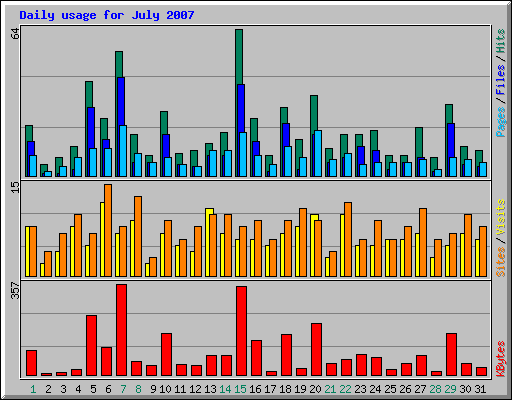 Daily usage for July 2007
64
Pages / Files / Hits
15
Sites / Visits
357
KBytes
1 2 3 4 5 6 7 8 9 10 11 12 13 14 15 16 17 18 19 20 21 22 23 24 25 26 27 28 29 30 31